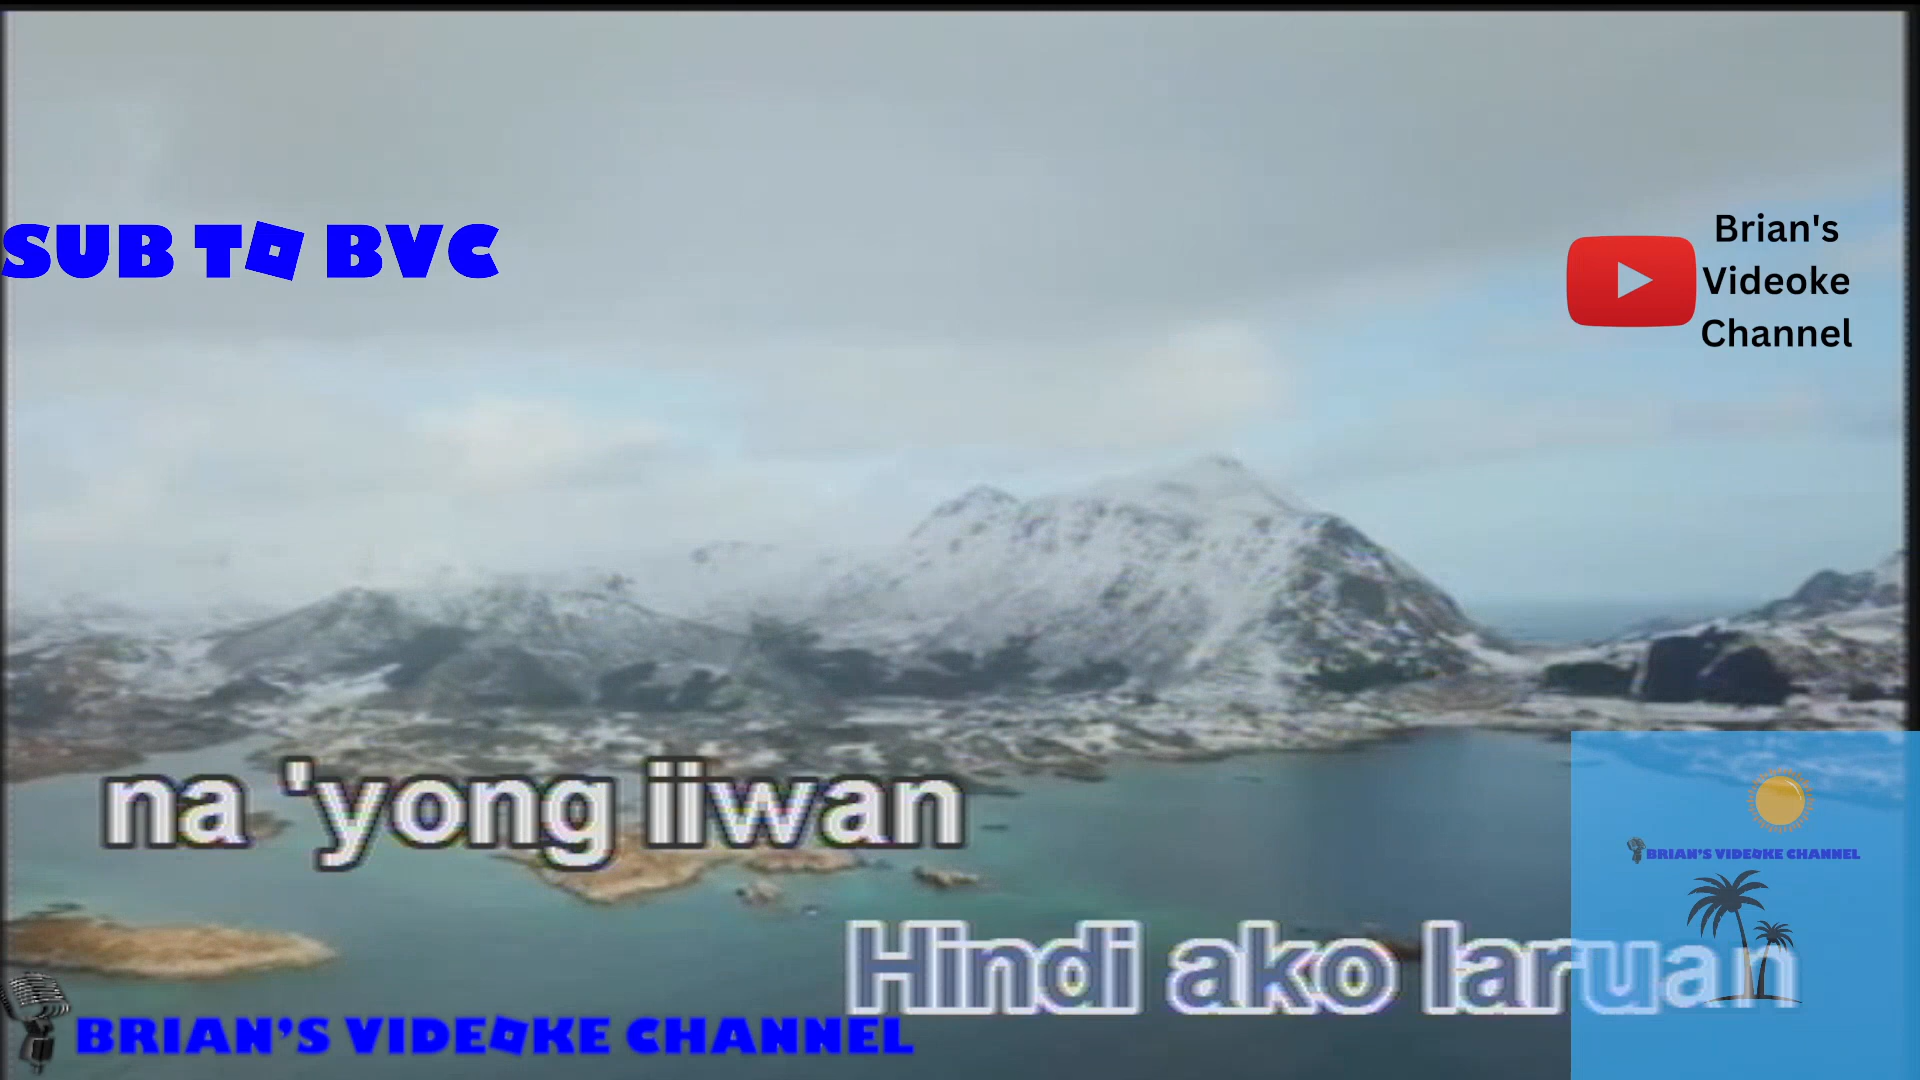 SUB TO BVC
Brian's
Videoke
Channel
na 'yong iiwan
BRIAN'S VIDEOKE CHANNEL
Hindi ako laruan
BRIAN'S VIDEOKE CHANNEL